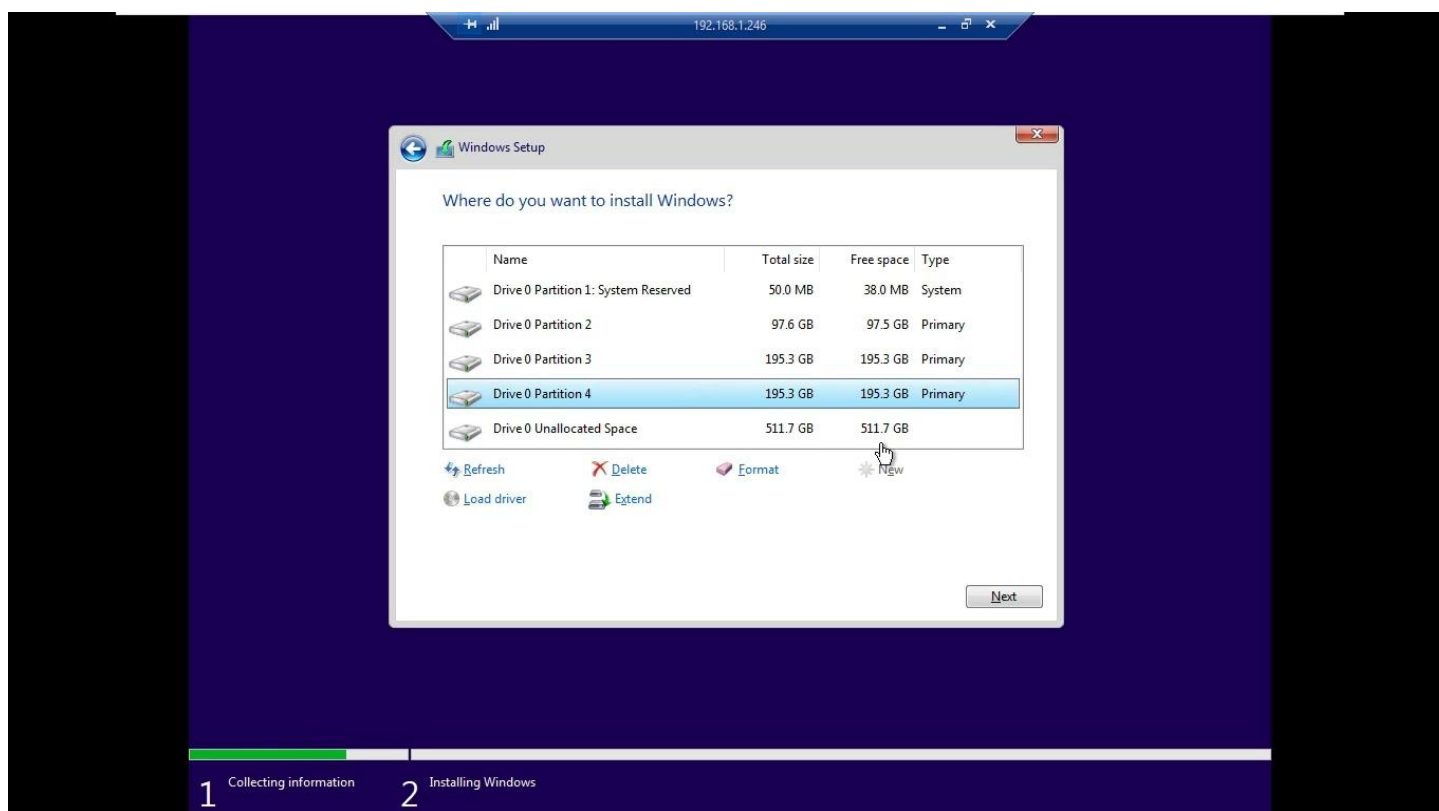 192.168.1.246
Windows Setup
Where do you want to install Windows?
Name Total size Free space Type
Drive 0 Partition 1: System Reserved 50.0 MB 38.0 MB System
Drive 0 Partition 2 97.6 GB 97.5 GB Primary
Drive 0 Partition 3 195.3 GB 195.3 GB Primary
Drive 0 Partition 4 195.3 GB 195.3 GB Primary
Drive 0 Unallocated Space 511.7 GB 511.7 GB
Refresh Delete Format New
Load driver Extend
Next
1 Collecting information 2 Installing Windows